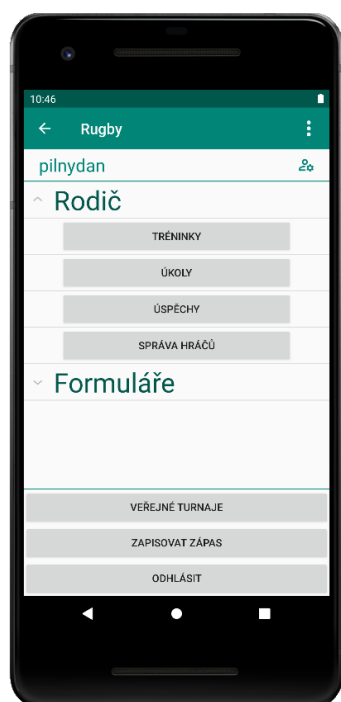 10:46
Rugby
pilnydan
Rodič
TRÉNINKY
ÚKOLY
ÚSPĚCHY
SPRÁVA HRÁČŮ
Formuláře
VEŘEJNÉ TURNAJE
ZAPISOVAT ZÁPAS
ODHLÁSIT